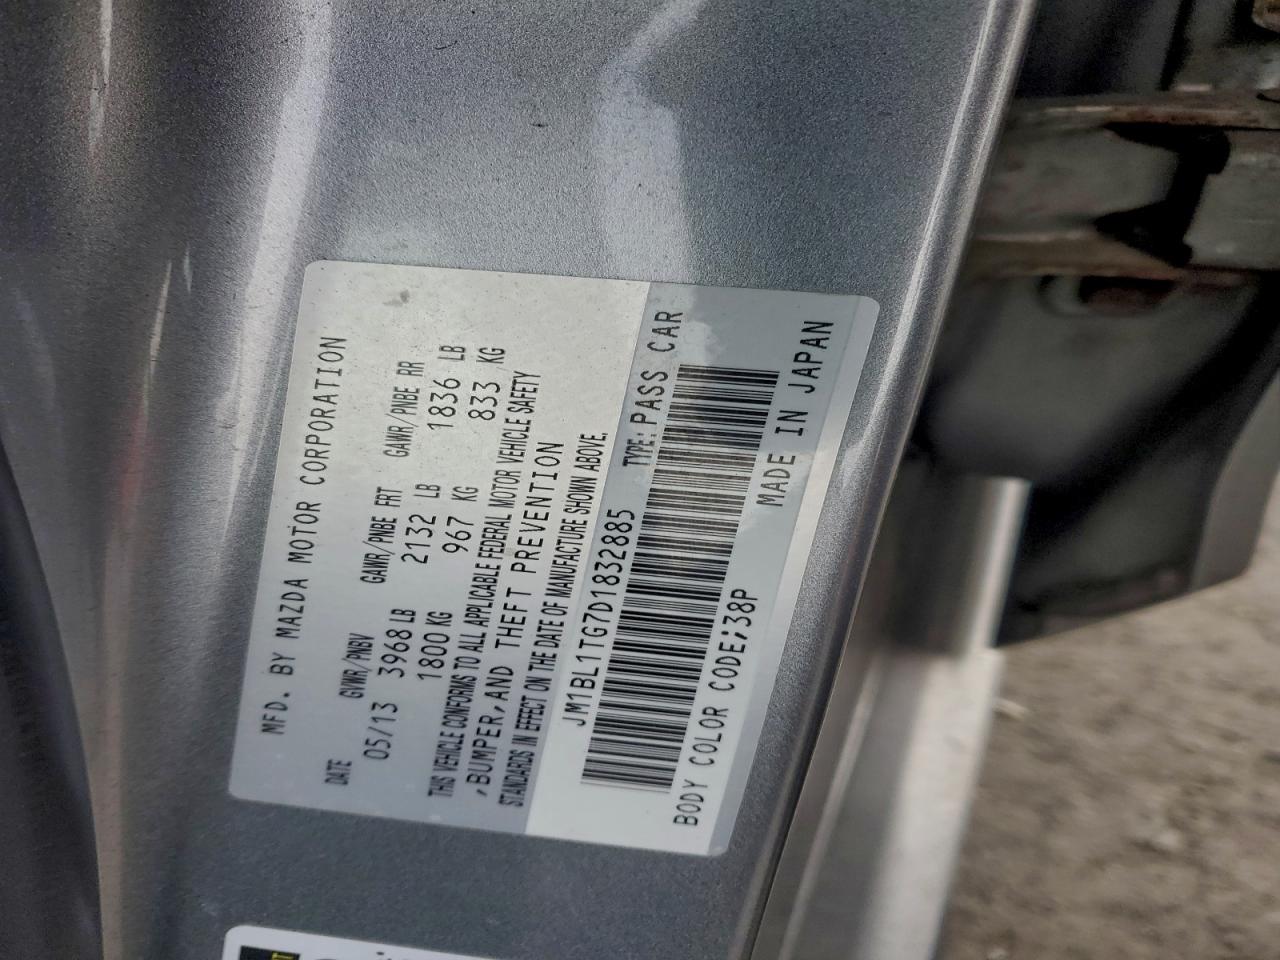 MFD. BY MAZDA MOTOR CORPORATION
DATE GVWR/PNBV GAWR/PNBE FRT GAWR/PNBE RR
05/13 3968 LB 2132 LB 1836 LB
1800 KG 967 KG 833 KG
THIS VEHICLE CONFORMS TO ALL APPLICABLE FEDERAL MOTOR VEHICLE SAFETY
,BUMPER,AND THEFT PREVENTION
STANDARDS IN EFFECT ON THE DATE OF MANUFACTURE SHOWN ABOVE.
JM1BL1TG7D1832885 TYPE: PASS CAR
BODY COLOR CODE;38P MADE IN JAPAN